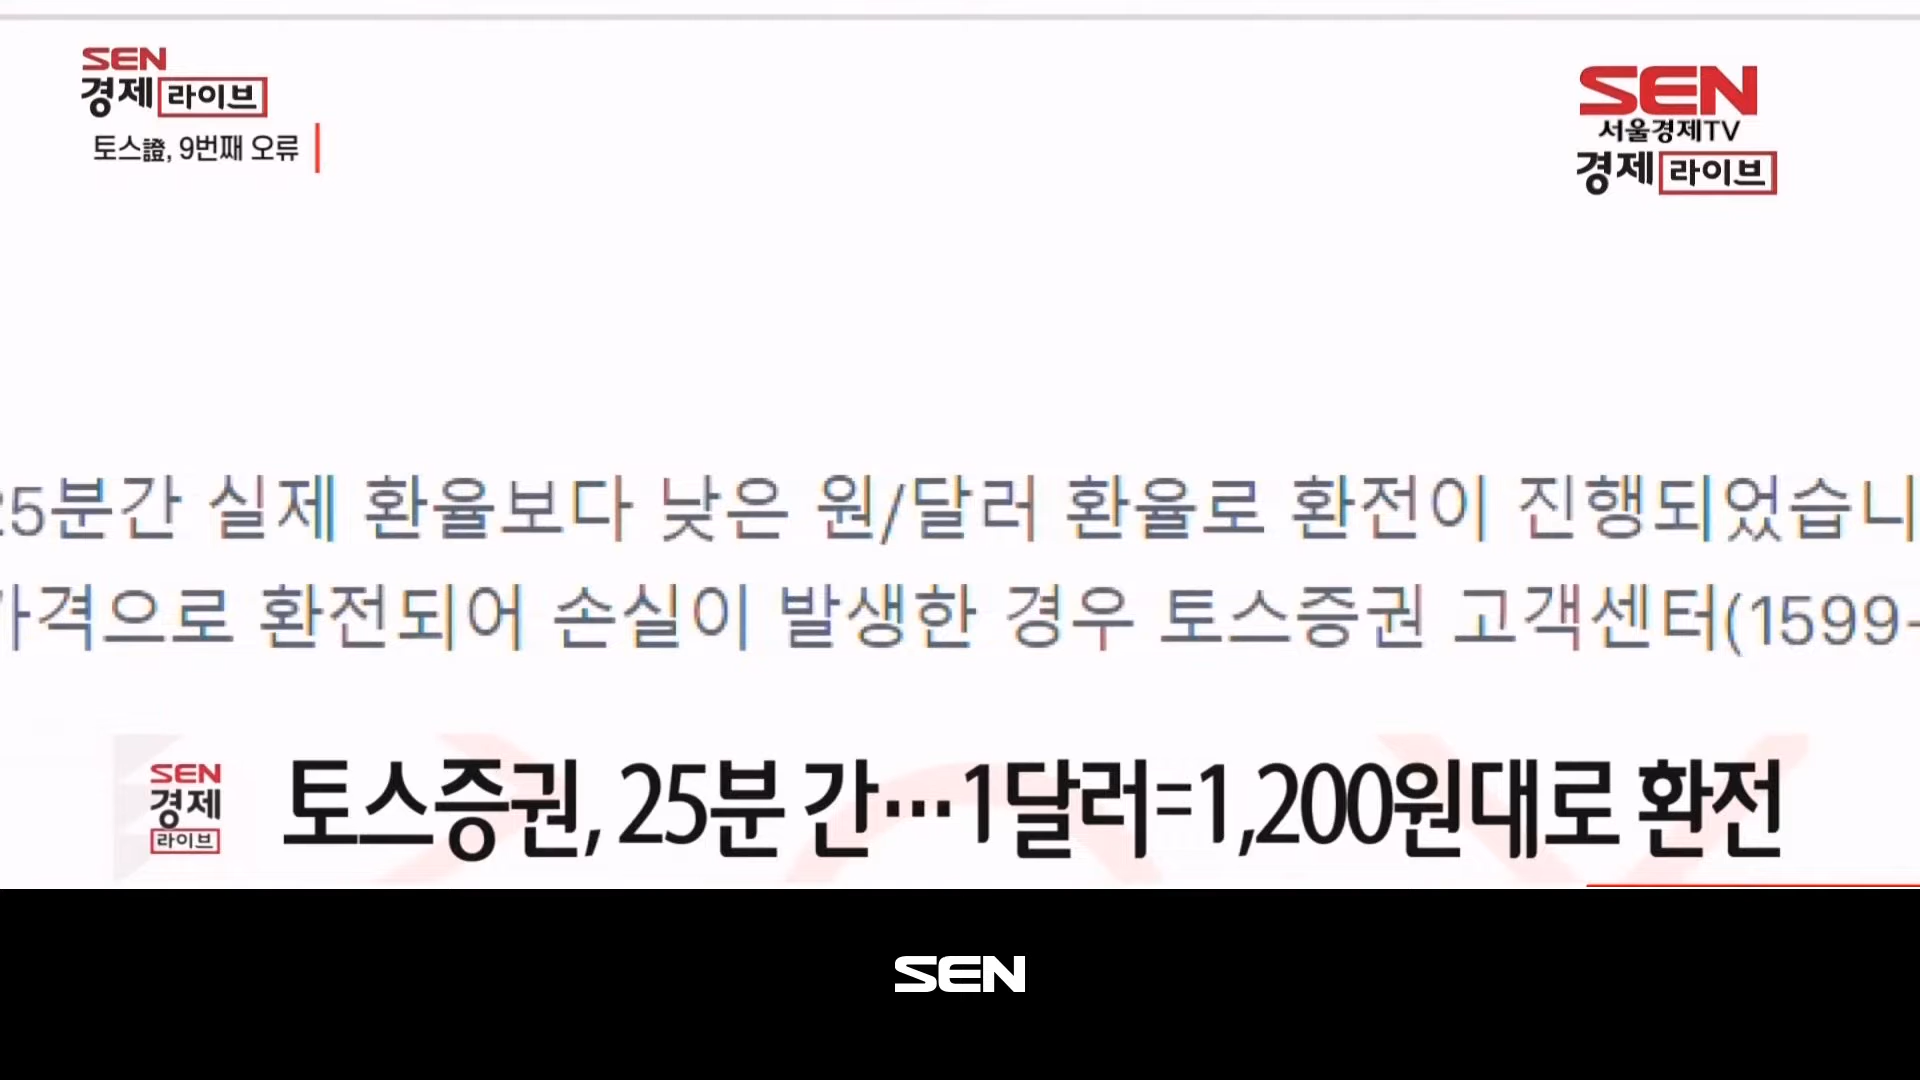 SEN
경제 라이브
토스證, 9번째 오류
SEN
서울경제TV
경제 라이브
25분간 실제 환율보다 낮은 원/달러 환율로 환전이 진행되었습니
가격으로 환전되어 손실이 발생한 경우 토스증권 고객센터(1599-
SEN
경제
라이브
토스증권, 25분 간…1달러=1,200원대로 환전
SEN